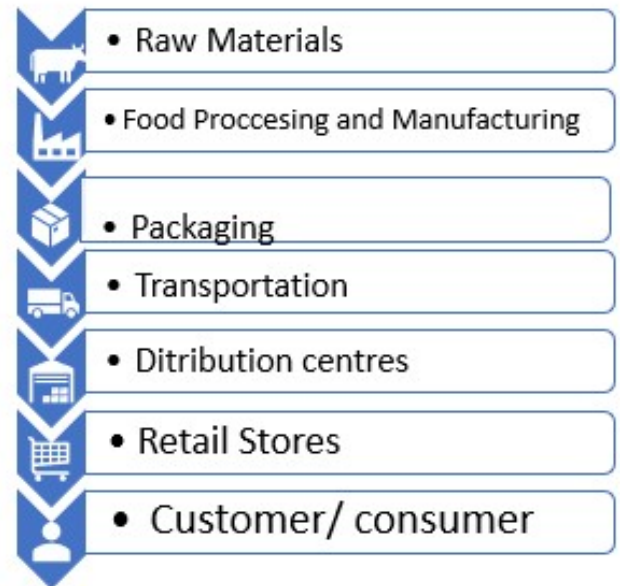 • Raw Materials
• Food Proccesing and Manufacturing
• Packaging
• Transportation
• Ditribution centres
• Retail Stores
• Customer/ consumer